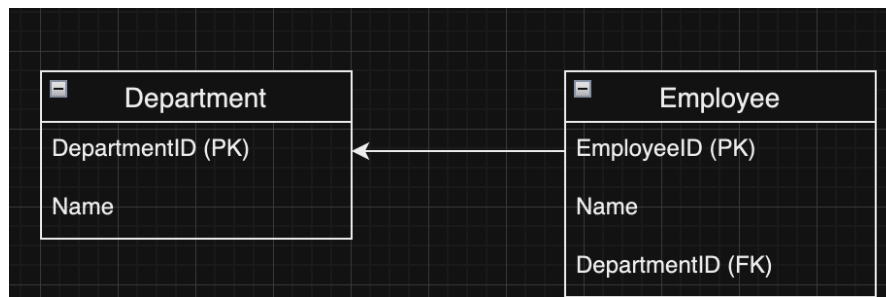 Department
DepartmentID (PK)
Name
Employee
EmployeeID (PK)
Name
DepartmentID (FK)